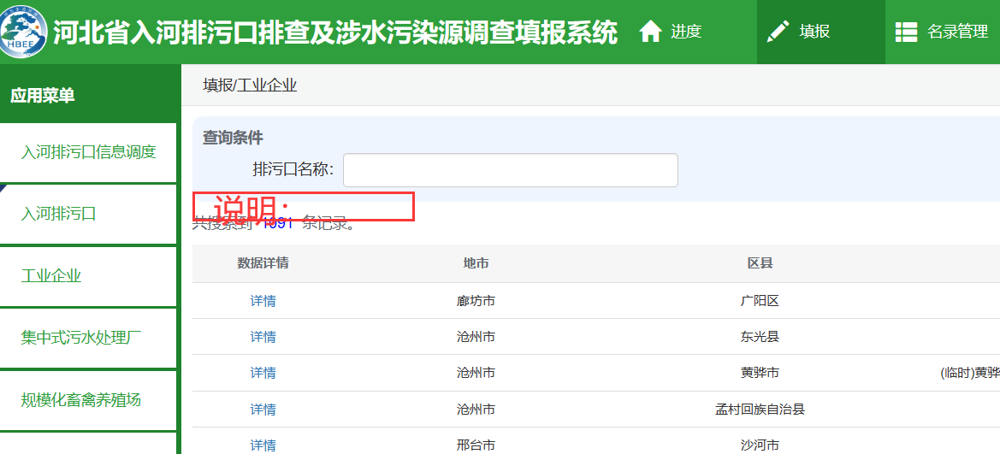 HBEE
河北省入河排污口排查及涉水污染源调查填报系统
进度
填报
名录管理
应用菜单
填报/工业企业
入河排污口信息调度
入河排污口
工业企业
集中式污水处理厂
规模化畜禽养殖场
查询条件
排污口名称:
说明:
共搜索到 1091 条记录。
数据详情 地市 区县
详情 廊坊市 广阳区
详情 沧州市 东光县
详情 沧州市 黄骅市 (临时)黄骅
详情 沧州市 孟村回族自治县
详情 邢台市 沙河市